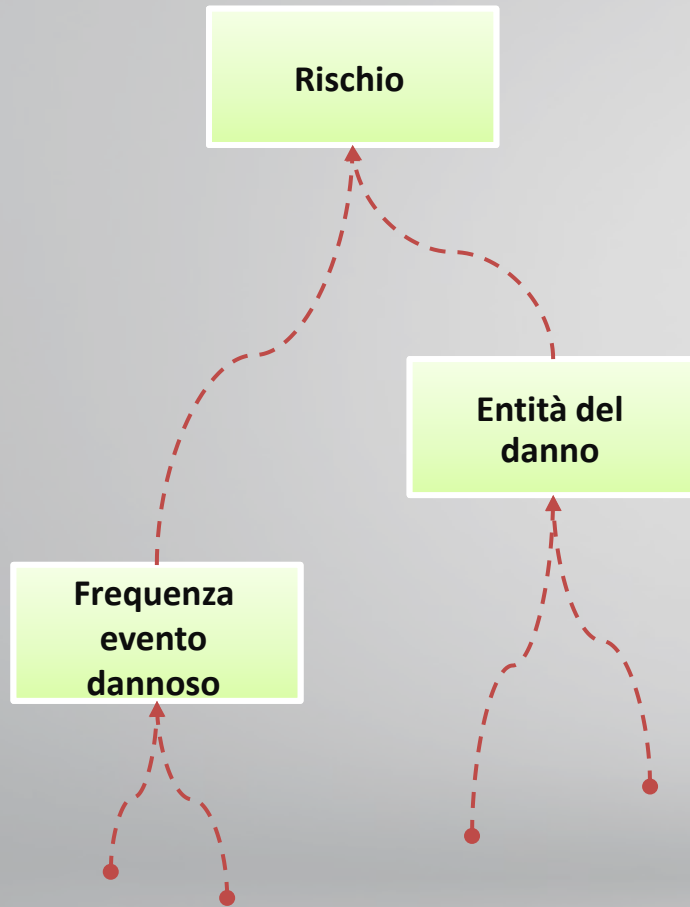 Rischio
Entità del
danno
Frequenza
evento
dannoso